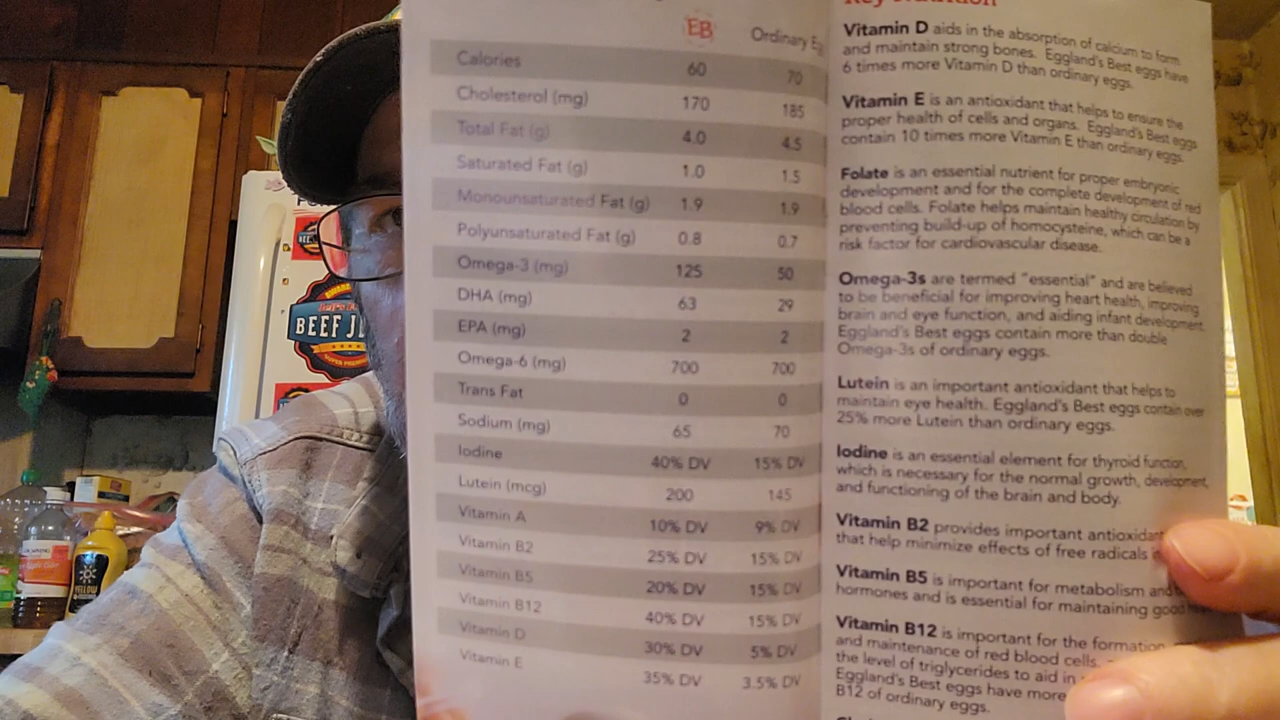 EB Ordinary
Calories 60 70
Cholesterol (mg) 170 185
Total Fat (g) 4.0 4.5
Saturated Fat (g) 1.0 1.5
Monounsaturated Fat (g) 1.9 1.9
Polyunsaturated Fat (g) 0.8 0.7
Omega-3 (mg) 125 50
DHA (mg) 63 29
EPA (mg) 2 2
Omega-6 (mg) 700 700
Trans Fat 0 0
Sodium (mg) 65 70
Iodine 40% DV 15% DV
Lutein (mcg) 200 145
Vitamin A 10% DV 9% DV
Vitamin B2 25% DV 15% DV
Vitamin B5 20% DV 15% DV
Vitamin B12 40% DV 15% DV
Vitamin D 30% DV 5% DV
Vitamin E 35% DV 3.5% DV
Key Nutrition
Vitamin D aids in the absorption of calcium to form
and maintain strong bones. Eggland's Best eggs have
6 times more Vitamin D than ordinary eggs.
Vitamin E is an antioxidant that helps to ensure the
proper health of cells and organs. Eggland's Best eggs
contain 10 times more Vitamin E than ordinary eggs.
Folate is an essential nutrient for proper embryonic
development and for the complete development of red
blood cells. Folate helps maintain healthy circulation by
preventing build-up of homocysteine, which can be a
risk factor for cardiovascular disease.
Omega-3s are termed "essential" and are believed
to be beneficial for improving heart health, improving
brain and eye function, and aiding infant development.
Eggland's Best eggs contain more than double
Omega-3s of ordinary eggs.
Lutein is an important antioxidant that helps to
maintain eye health. Eggland's Best eggs contain over
25% more Lutein than ordinary eggs.
Iodine is an essential element for thyroid function,
which is necessary for the normal growth, development,
and functioning of the brain and body.
Vitamin B2 provides important antioxidant
that help minimize effects of free radicals
Vitamin B5 is important for metabolism and
hormones and is essential for maintaining good
Vitamin B12 is important for the formation
and maintenance of red blood cells.
the level of triglycerides to aid in
Eggland's Best eggs have more
B12 of ordinary eggs.
BEEF JE
YELLOW